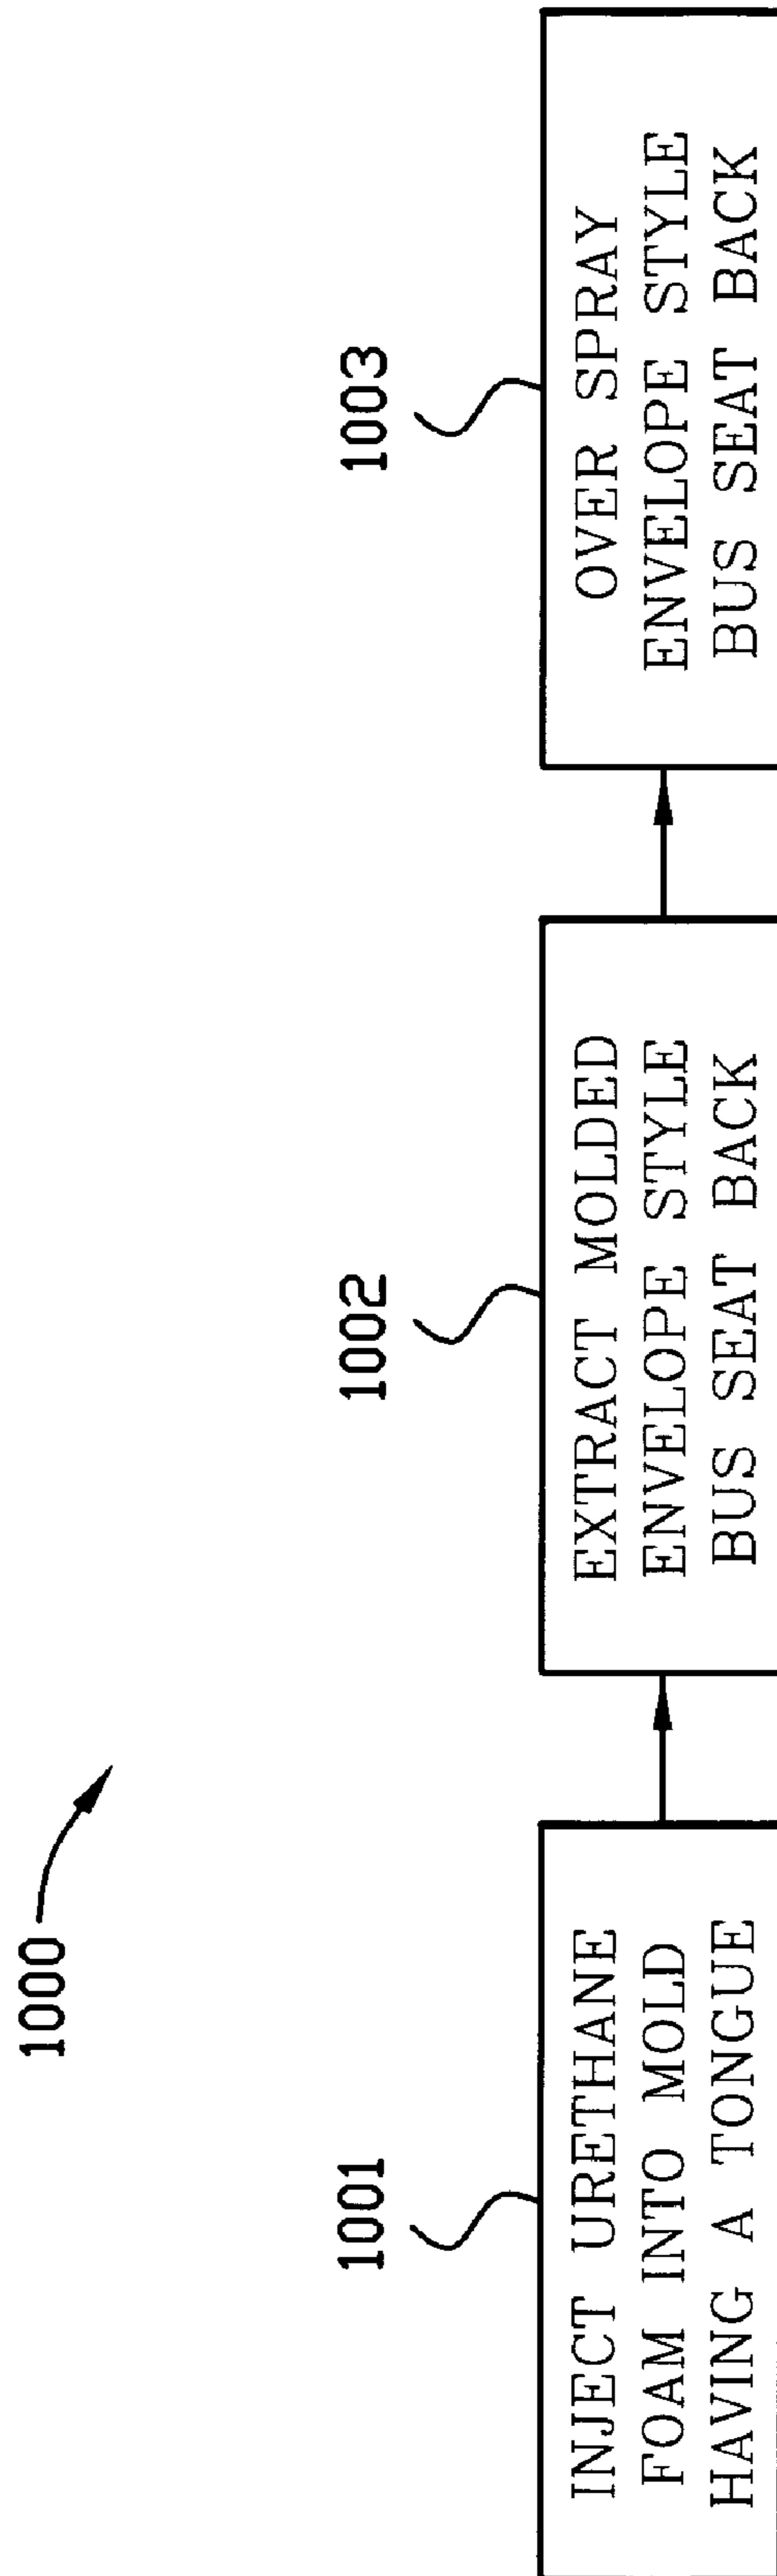 1000
1001
INJECT URETHANE
FOAM INTO MOLD
HAVING A TONGUE
1002
EXTRACT MOLDED
ENVELOPE STYLE
BUS SEAT BACK
1003
OVER SPRAY
ENVELOPE STYLE
BUS SEAT BACK